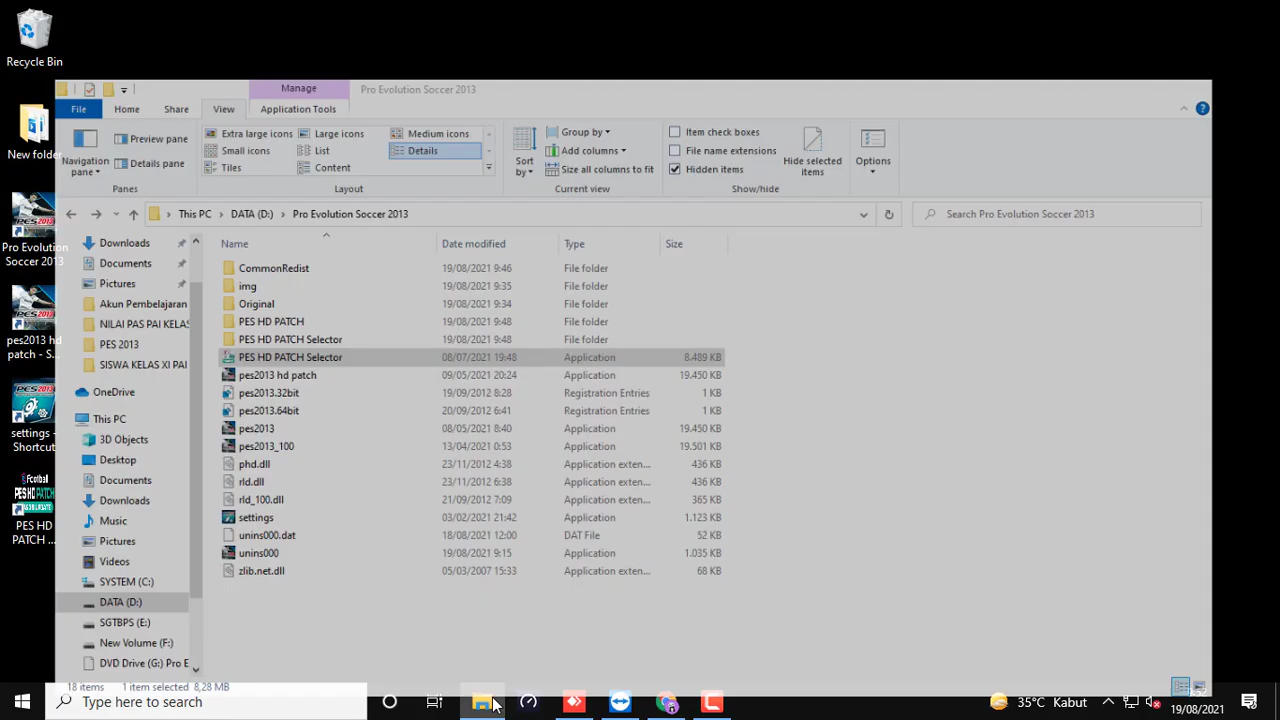 Recycle Bin
New folder
Pro Evolution
Soccer 2013
pes2013 hd
patch - S...
settings -
Shortcut
PES HD
PATCH ...
Manage
Pro Evolution Soccer 2013
File
Home
Share
View
Application Tools
Navigation
pane
Preview pane
Details pane
Panes
Extra large icons
Large icons
Medium icons
Small icons
List
Details
Tiles
Content
Layout
Sort
by
Group by
Add columns
Size all columns to fit
Current view
Item check boxes
File name extensions
Hidden items
Hide selected
items
Show/hide
Options
This PC > DATA (D:) > Pro Evolution Soccer 2013
Search Pro Evolution Soccer 2013
Downloads
Documents
Pictures
Akun Pembelajaran
NILAI PAS PAI KELAS
PES 2013
SISWA KELAS XI PAI
OneDrive
This PC
3D Objects
Desktop
Documents
Downloads
Music
Pictures
Videos
SYSTEM (C:)
DATA (D:)
SGTBPS (E:)
New Volume (F:)
DVD Drive (G:) Pro E
Name Date modified Type Size
CommonRedist 19/08/2021 9:46 File folder
img 19/08/2021 9:35 File folder
Original 19/08/2021 9:34 File folder
PES HD PATCH 19/08/2021 9:48 File folder
PES HD PATCH Selector 19/08/2021 9:48 File folder
PES HD PATCH Selector 08/07/2021 19:48 Application 8.489 KB
pes2013 hd patch 09/05/2021 20:24 Application 19.450 KB
pes2013.32bit 19/09/2012 8:28 Registration Entries 1 KB
pes2013.64bit 20/09/2012 6:41 Registration Entries 1 KB
pes2013 08/05/2021 8:40 Application 19.450 KB
pes2013_100 13/04/2021 0:53 Application 19.501 KB
phd.dll 23/11/2012 4:38 Application exten... 436 KB
rld.dll 23/11/2012 6:38 Application exten... 436 KB
rld_100.dll 21/09/2012 7:09 Application exten... 365 KB
settings 03/02/2021 21:42 Application 1.123 KB
unins000.dat 18/08/2021 12:00 DAT File 52 KB
unins000 19/08/2021 9:15 Application 1.035 KB
zlib.net.dll 05/03/2007 15:33 Application exten... 68 KB
18 items 1 item selected 8,28 MB
Type here to search
35°C Kabut
19/08/2021